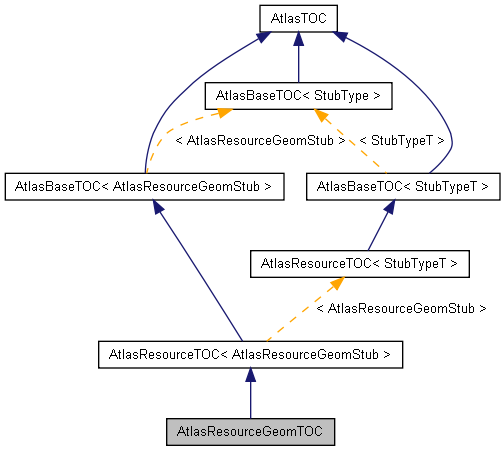 AtlasTOC
AtlasBaseTOC< StubType >
< AtlasResourceGeomStub >
< StubTypeT >
AtlasBaseTOC< AtlasResourceGeomStub >
AtlasBaseTOC< StubTypeT >
AtlasResourceTOC< StubTypeT >
< AtlasResourceGeomStub >
AtlasResourceTOC< AtlasResourceGeomStub >
AtlasResourceGeomTOC